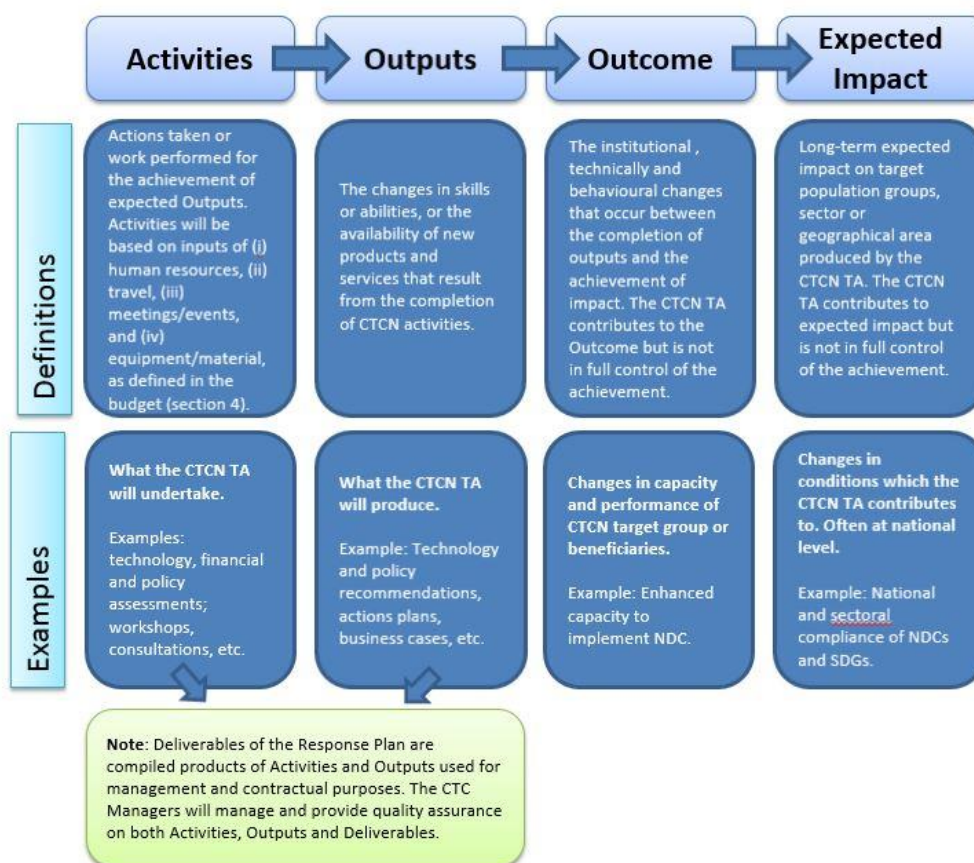 Activities
Outputs
Outcome
Expected
Impact
Definitions
Actions taken or
work performed for
the achievement of
expected Outputs.
Activities will be
based on inputs of (i)
human resources, (ii)
travel, (iii)
meetings/events,
and (iv)
equipment/material,
as defined in the
budget (section 4).
The changes in skills
or abilities, or the
availability of new
products and
services that result
from the completion
of CTCN activities.
The institutional ,
technically and
behavioural changes
that occur between
the completion of
outputs and the
achievement of
impact. The CTCN TA
contributes to the
Outcome but is not
in full control of the
achievement.
Long-term expected
impact on target
population groups,
sector or
geographical area
produced by the
CTCN TA. The CTCN
TA contributes to
expected impact but
is not in full control
of the achievement.
Examples
What the CTCN TA
will undertake.
Examples:
technology, financial
and policy
assessments;
workshops,
consultations, etc.
What the CTCN TA
will produce.
Example: Technology
and policy
recommendations,
actions plans,
business cases, etc.
Changes in capacity
and performance of
CTCN target group or
beneficiaries.
Example: Enhanced
capacity to
implement NDC.
Changes in
conditions which the
CTCN TA contributes
to. Often at national
level.
Example: National
and sectoral
compliance of NDCs
and SDGs.
Note: Deliverables of the Response Plan are
compiled products of Activities and Outputs used for
management and contractual purposes. The CTC
Managers will manage and provide quality assurance
on both Activities, Outputs and Deliverables.